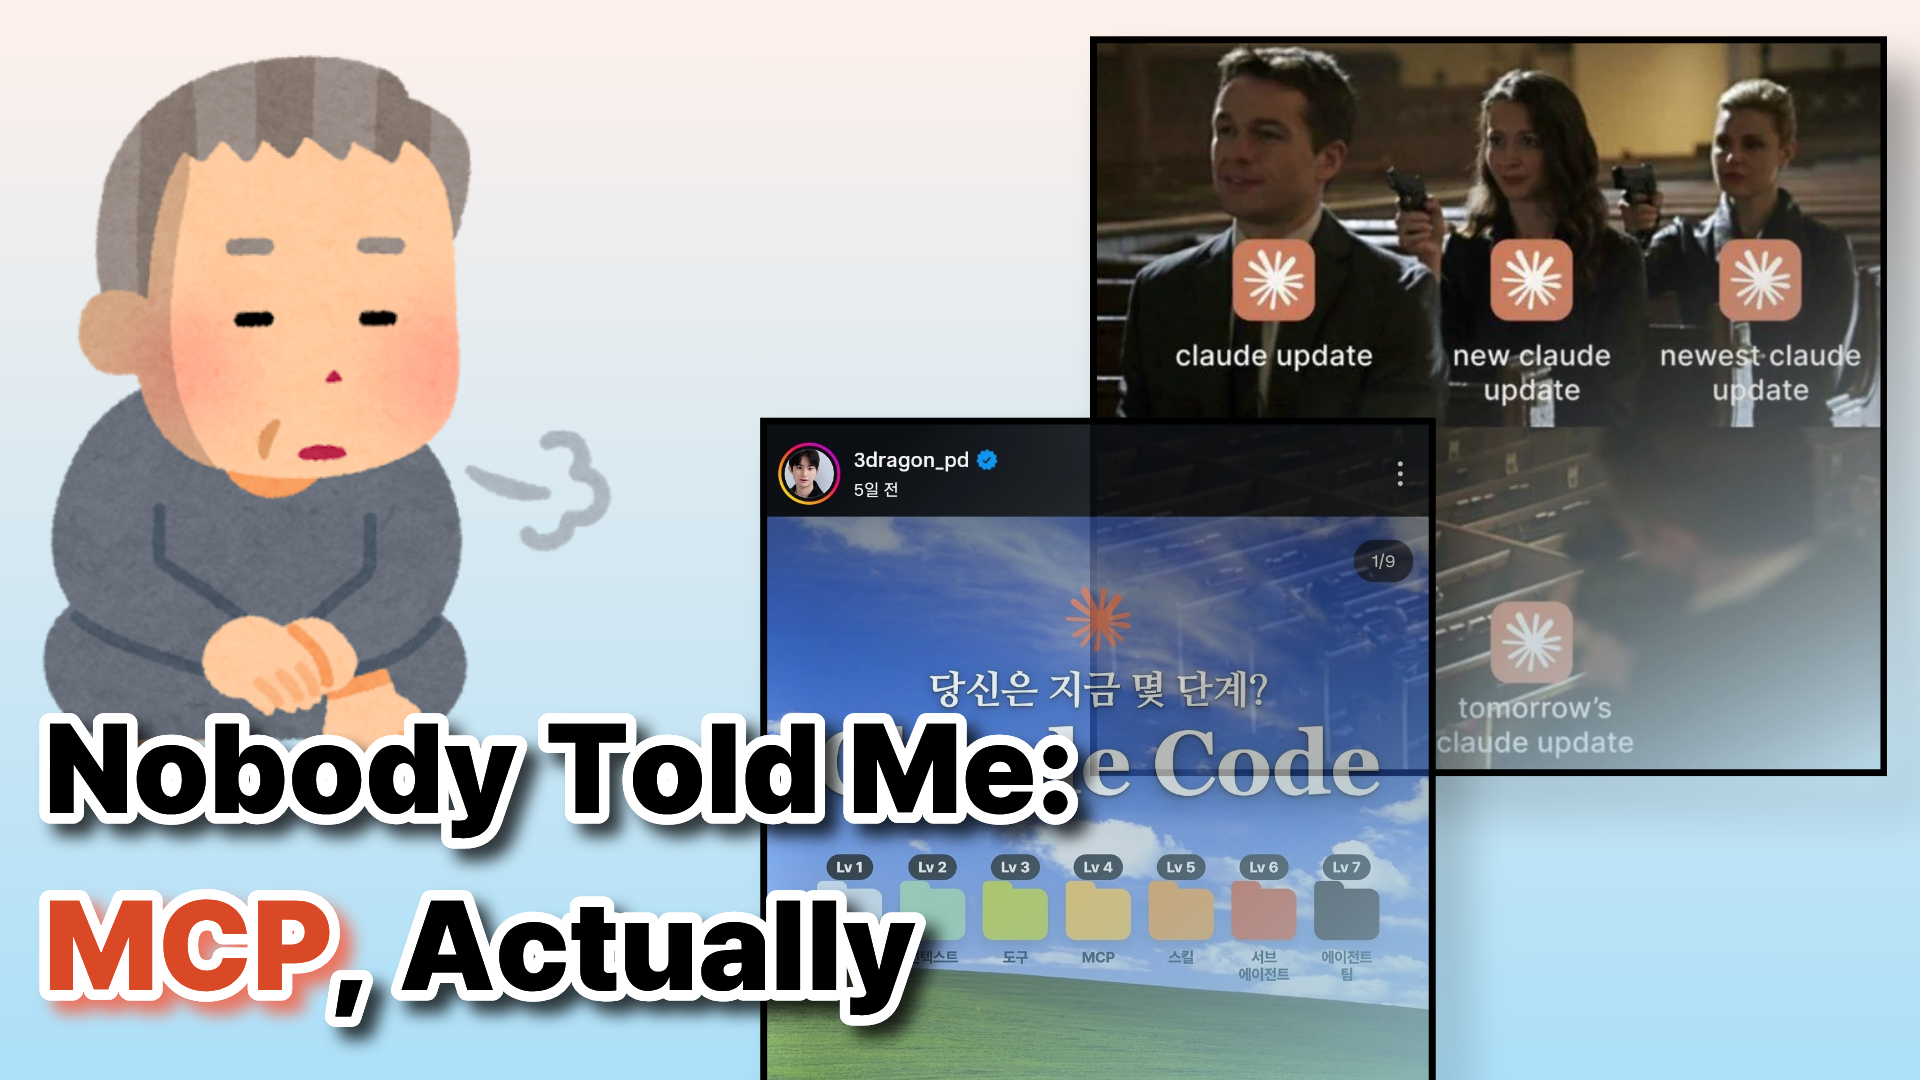 claude update
new claude
update
newest claude
update
tomorrow's
claude update
3dragon_pd
5일 전
1/9
당신은 지금 몇 단계?
Code
Lv 1
Lv 2
Lv 3
Lv 4
Lv 5
Lv 6
Lv 7
도구
MCP
스킬
서브
에이전트
에이전트
팀
Nobody Told Me:
MCP, Actually